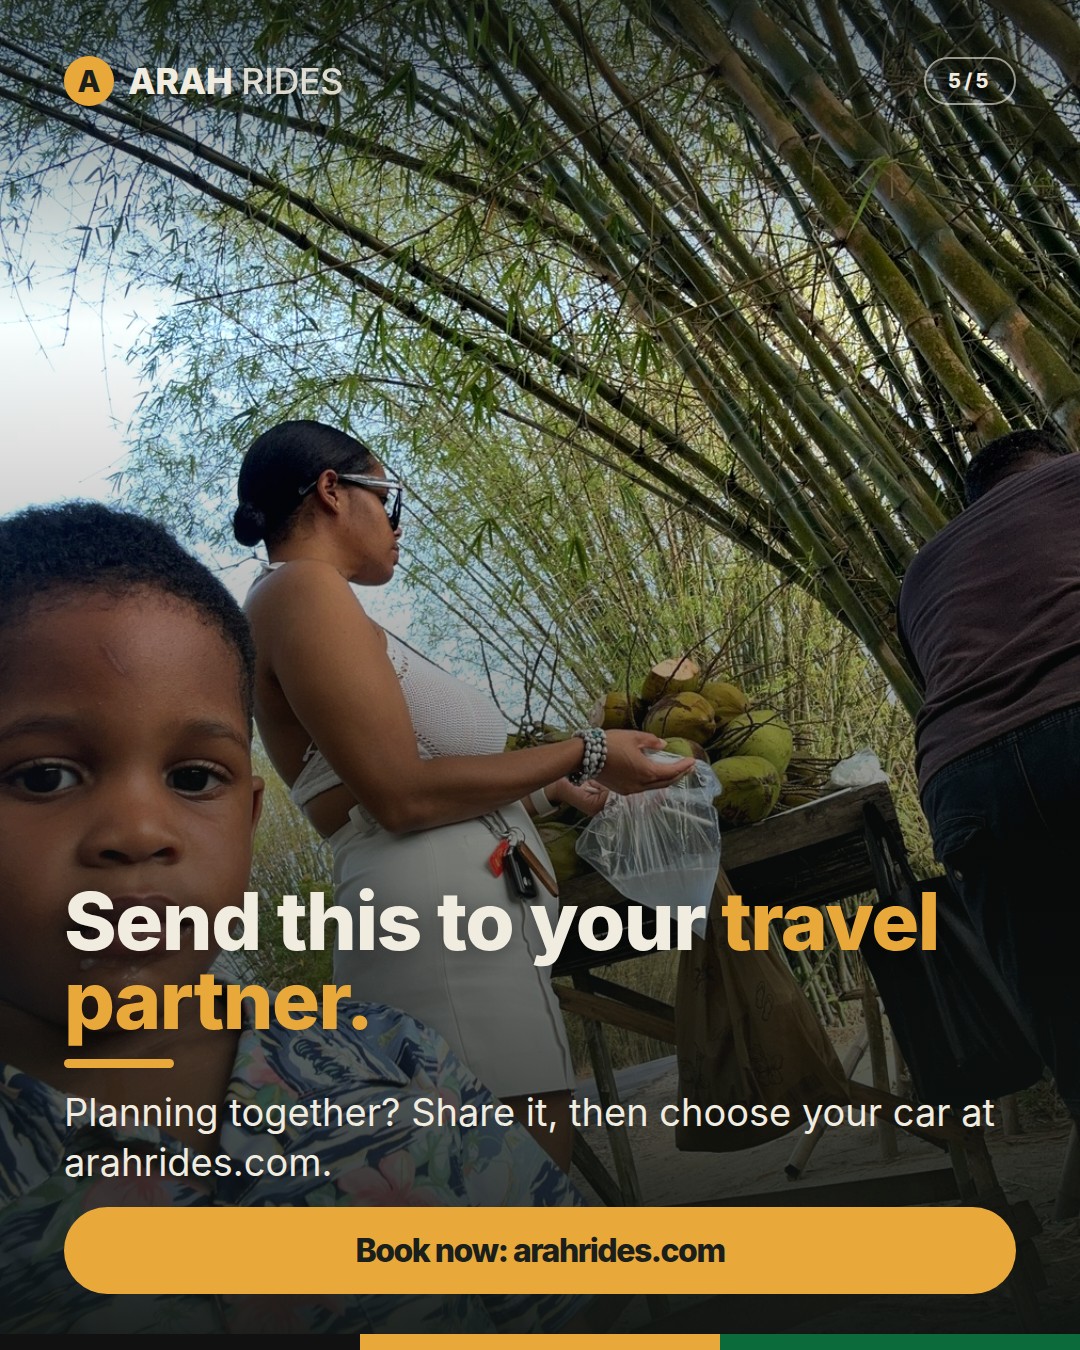 A ARAH RIDES
5/5
Send this to your travel
partner.
Planning together? Share it, then choose your car at
arahrides.com.
Book now: arahrides.com